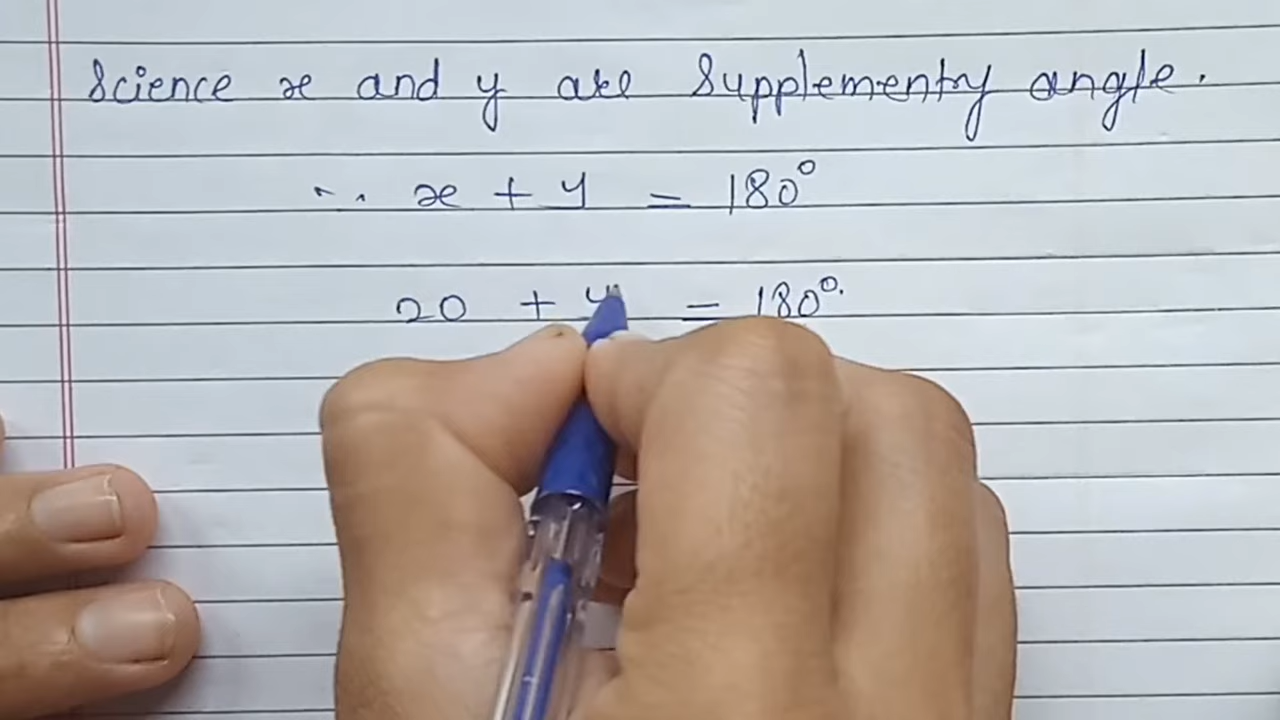 Science x and y are Supplementry angle.
∵ x + y = 180°
20 + y = 180°.